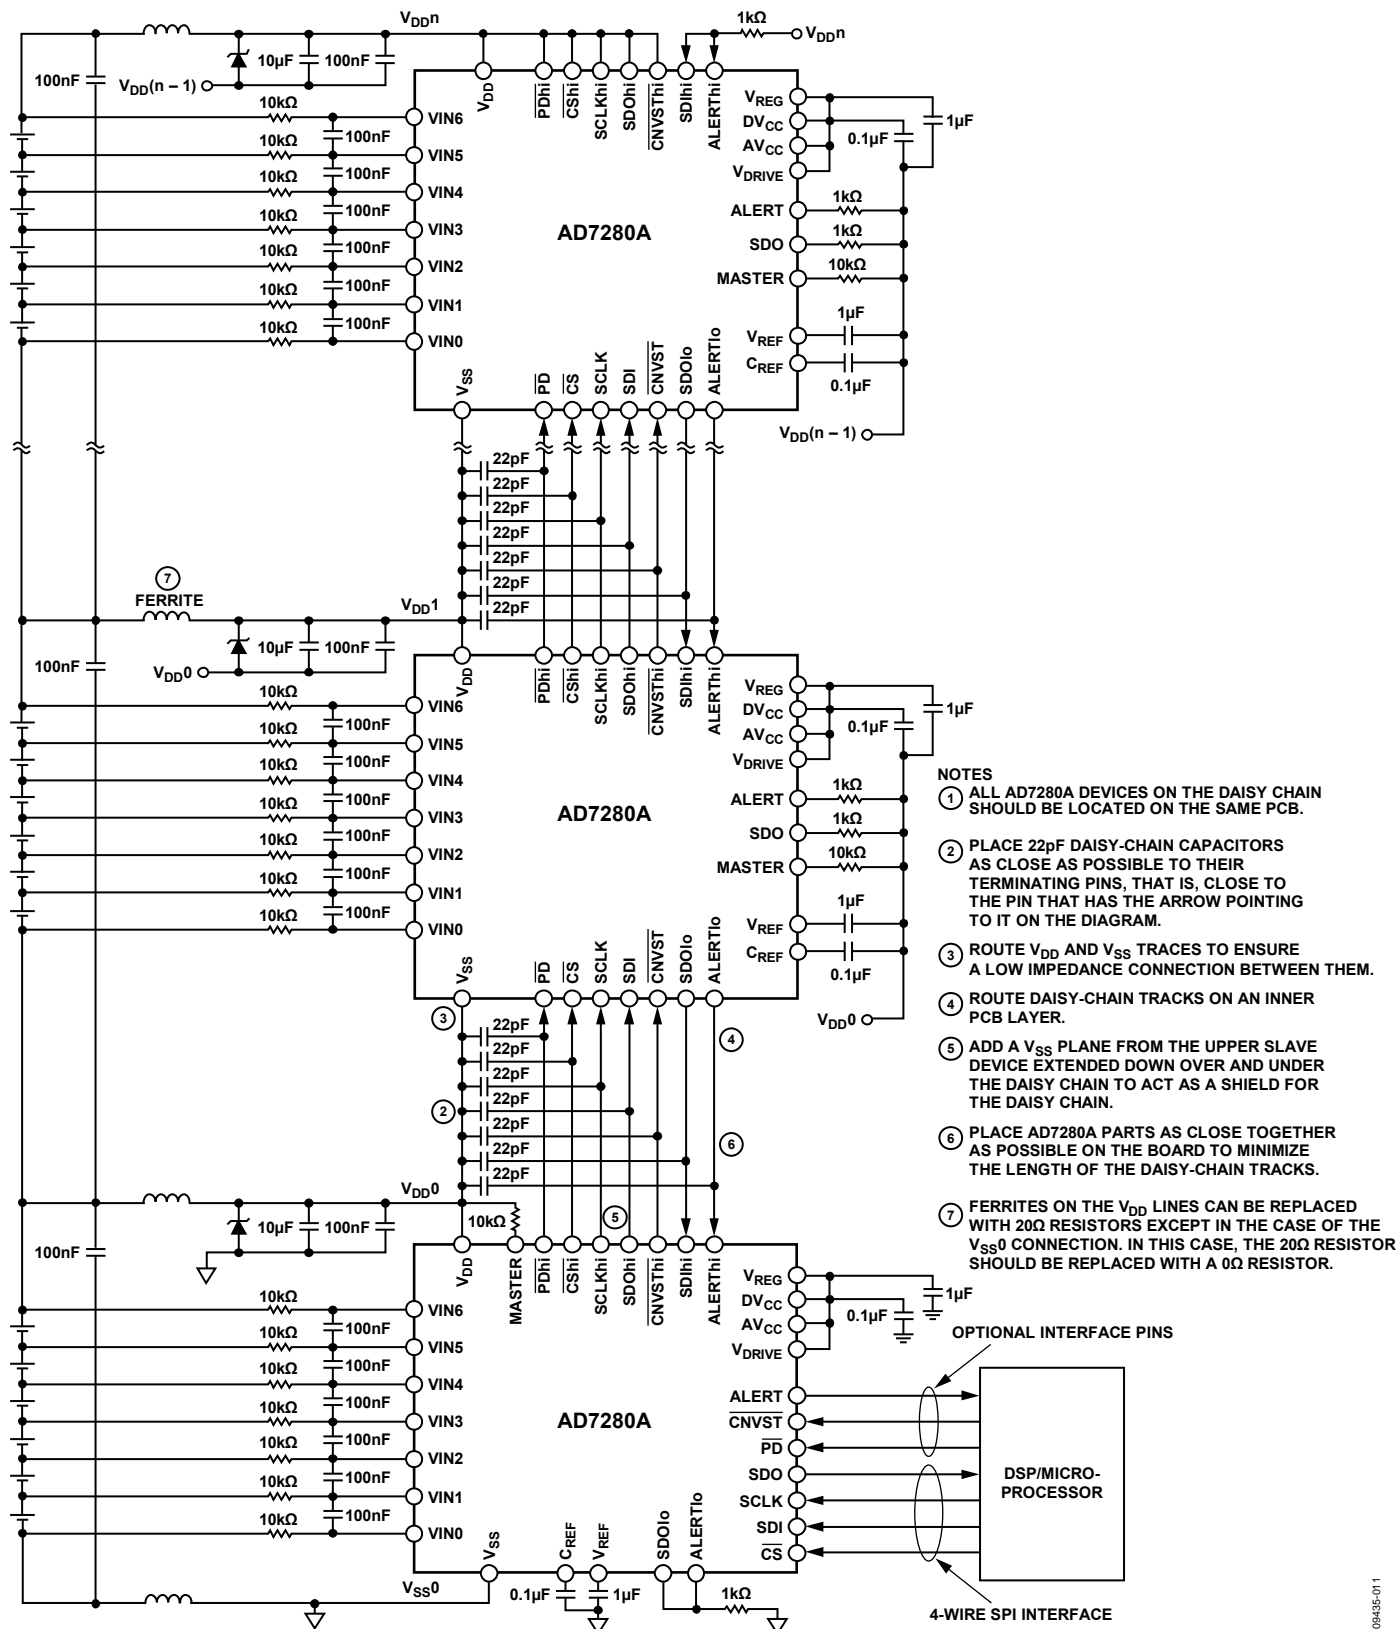 VDDn
1kΩ
VDDn
100nF
10µF
100nF
VDD(n – 1)
VDD
PDhi
CShi
SCLKhi
SDOhi
CNVSThi
SDIhi
ALERThi
10kΩ
VIN6
100nF
10kΩ
VIN5
100nF
10kΩ
VIN4
100nF
10kΩ
VIN3
100nF
10kΩ
VIN2
100nF
10kΩ
VIN1
100nF
10kΩ
VIN0
AD7280A
VREG
DVCC
AVCC
VDRIVE
0.1µF
1µF
ALERT
1kΩ
SDO
1kΩ
MASTER
10kΩ
VREF
1µF
CREF
0.1µF
VDD(n – 1)
VSS
PD
CS
SCLK
SDI
CNVST
SDOlo
ALERTlo
22pF
22pF
22pF
22pF
22pF
22pF
22pF
7
FERRITE
VDD1
100nF
10µF
100nF
VDD0
VDD
PDhi
CShi
SCLKhi
SDOhi
CNVSThi
SDIhi
ALERThi
10kΩ
VIN6
100nF
10kΩ
VIN5
100nF
10kΩ
VIN4
100nF
10kΩ
VIN3
100nF
10kΩ
VIN2
100nF
10kΩ
VIN1
100nF
10kΩ
VIN0
AD7280A
VREG
DVCC
AVCC
VDRIVE
0.1µF
1µF
ALERT
1kΩ
SDO
1kΩ
MASTER
10kΩ
VREF
1µF
CREF
0.1µF
VDD0
VSS
PD
CS
SCLK
SDI
CNVST
SDOlo
ALERTlo
NOTES
1 ALL AD7280A DEVICES ON THE DAISY CHAIN
SHOULD BE LOCATED ON THE SAME PCB.
2 PLACE 22pF DAISY-CHAIN CAPACITORS
AS CLOSE AS POSSIBLE TO THEIR
TERMINATING PINS, THAT IS, CLOSE TO
THE PIN THAT HAS THE ARROW POINTING
TO IT ON THE DIAGRAM.
3 ROUTE VDD AND VSS TRACES TO ENSURE
A LOW IMPEDANCE CONNECTION BETWEEN THEM.
4 ROUTE DAISY-CHAIN TRACKS ON AN INNER
PCB LAYER.
5 ADD A VSS PLANE FROM THE UPPER SLAVE
DEVICE EXTENDED DOWN OVER AND UNDER
THE DAISY CHAIN TO ACT AS A SHIELD FOR
THE DAISY CHAIN.
6 PLACE AD7280A PARTS AS CLOSE TOGETHER
AS POSSIBLE ON THE BOARD TO MINIMIZE
THE LENGTH OF THE DAISY-CHAIN TRACKS.
7 FERRITES ON THE VDD LINES CAN BE REPLACED
WITH 20Ω RESISTORS EXCEPT IN THE CASE OF THE
VSS0 CONNECTION. IN THIS CASE, THE 20Ω RESISTOR
SHOULD BE REPLACED WITH A 0Ω RESISTOR.
3
22pF
4
22pF
22pF
2
22pF
22pF
6
22pF
22pF
VDD0
10kΩ
5
100nF
10µF
100nF
VDD
MASTER
PDhi
CShi
SCLKhi
SDOhi
CNVSThi
SDIhi
ALERThi
10kΩ
VIN6
100nF
10kΩ
VIN5
100nF
10kΩ
VIN4
100nF
10kΩ
VIN3
100nF
10kΩ
VIN2
100nF
10kΩ
VIN1
100nF
10kΩ
VIN0
AD7280A
VREG
DVCC
AVCC
VDRIVE
0.1µF
1µF
OPTIONAL INTERFACE PINS
ALERT
CNVST
PD
SDO
SCLK
SDI
CS
DSP/MICRO-
PROCESSOR
4-WIRE SPI INTERFACE
VSS
CREF
VREF
SDOlo
ALERTlo
VSS0
0.1µF
1µF
1kΩ
09435-011